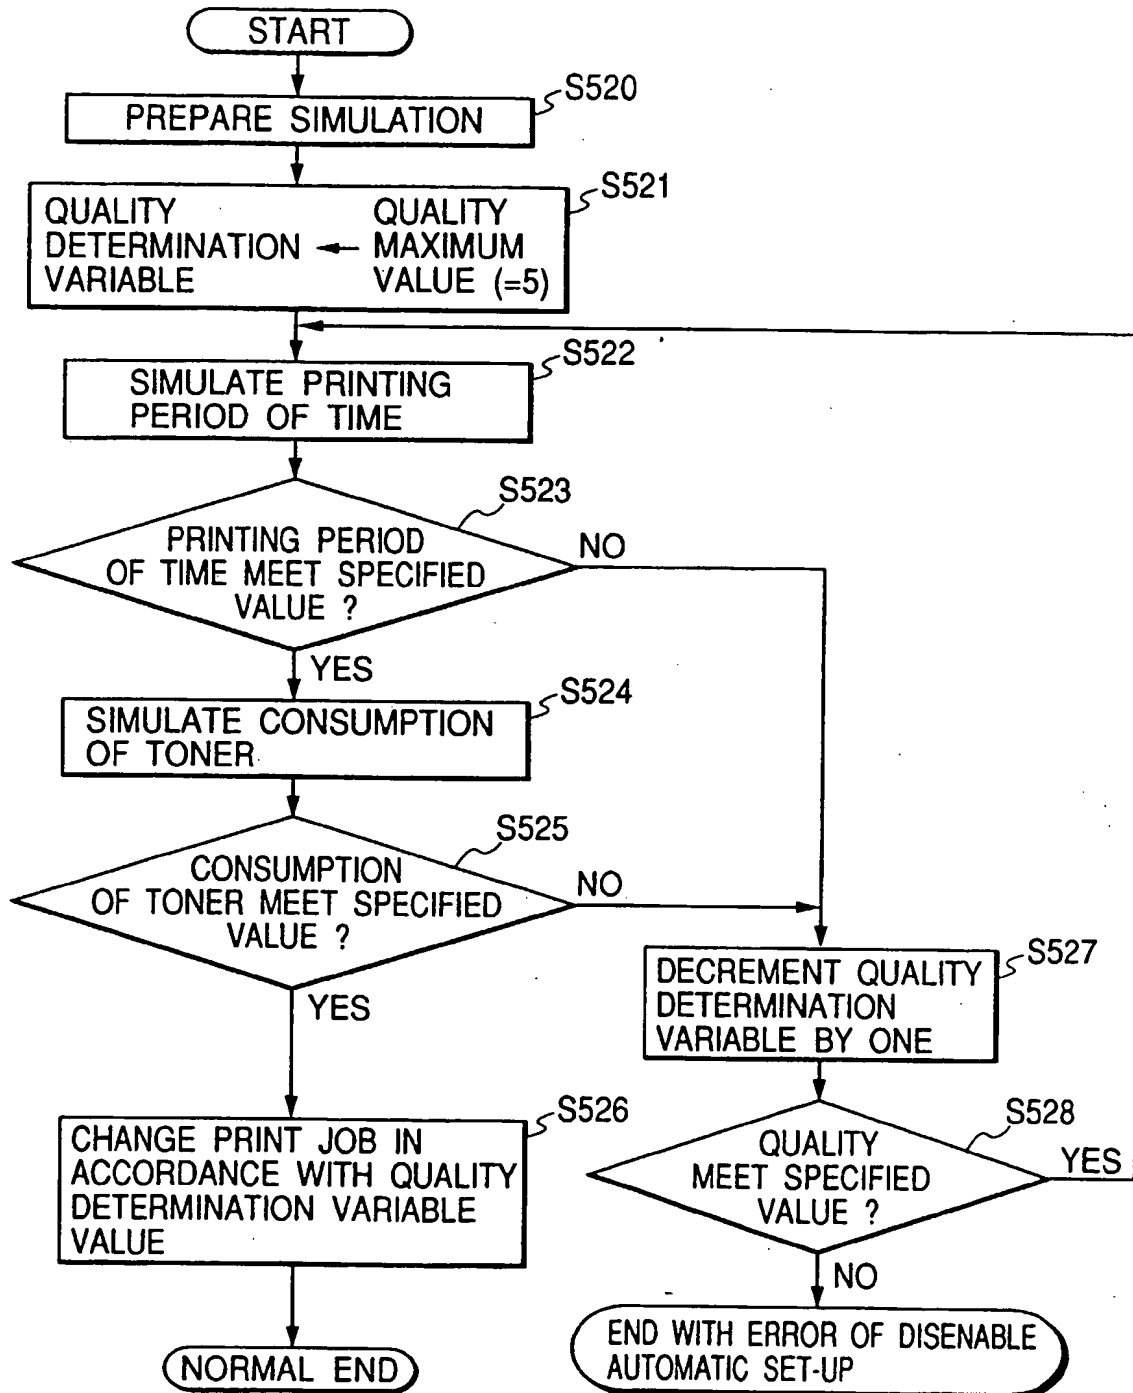 START
S520
PREPARE SIMULATION
S521
QUALITY
DETERMINATION
VARIABLE
QUALITY
MAXIMUM
VALUE (=5)
S522
SIMULATE PRINTING
PERIOD OF TIME
S523
PRINTING PERIOD
OF TIME MEET SPECIFIED
VALUE ?
NO
YES
S524
SIMULATE CONSUMPTION
OF TONER
S525
CONSUMPTION
OF TONER MEET SPECIFIED
VALUE ?
NO
YES
S527
DECREMENT QUALITY
DETERMINATION
VARIABLE BY ONE
S526
CHANGE PRINT JOB IN
ACCORDANCE WITH QUALITY
DETERMINATION VARIABLE
VALUE
S528
QUALITY
MEET SPECIFIED
VALUE ?
YES
NO
NORMAL END
END WITH ERROR OF DISENABLE
AUTOMATIC SET-UP